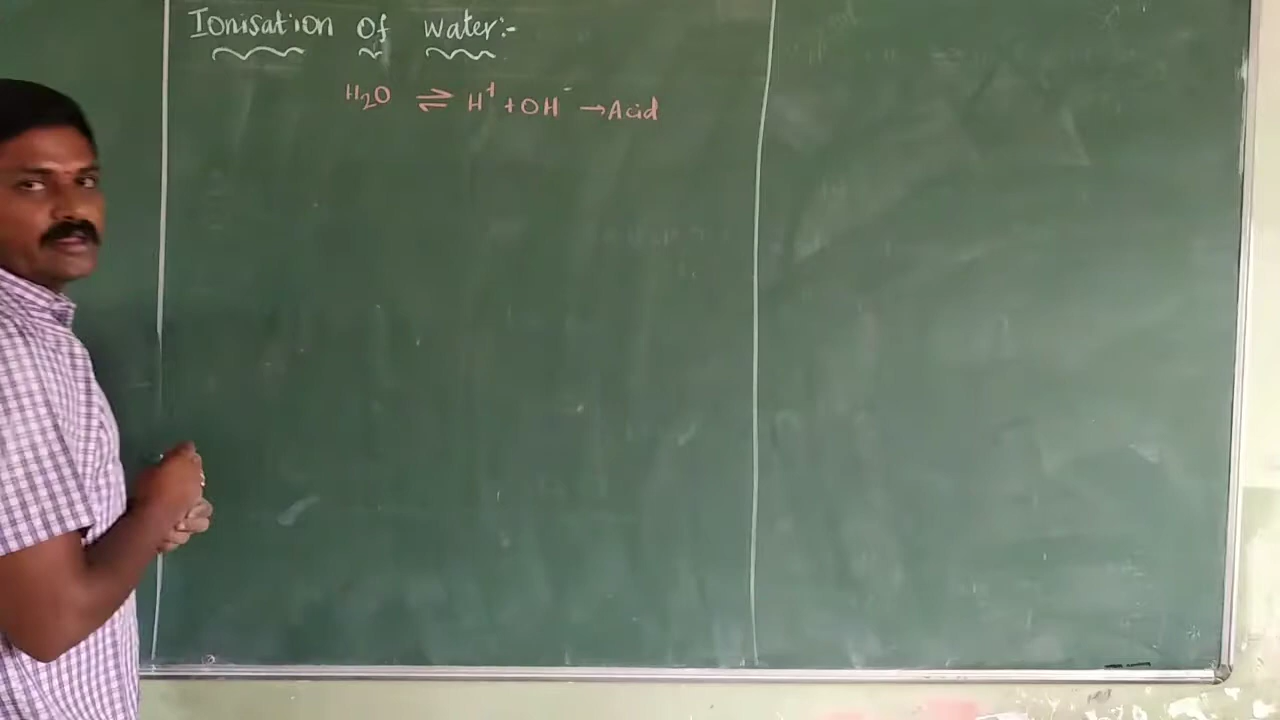 Ionisation Of Water:-
H₂O ⇌ H⁺ + OH⁻ → Acid